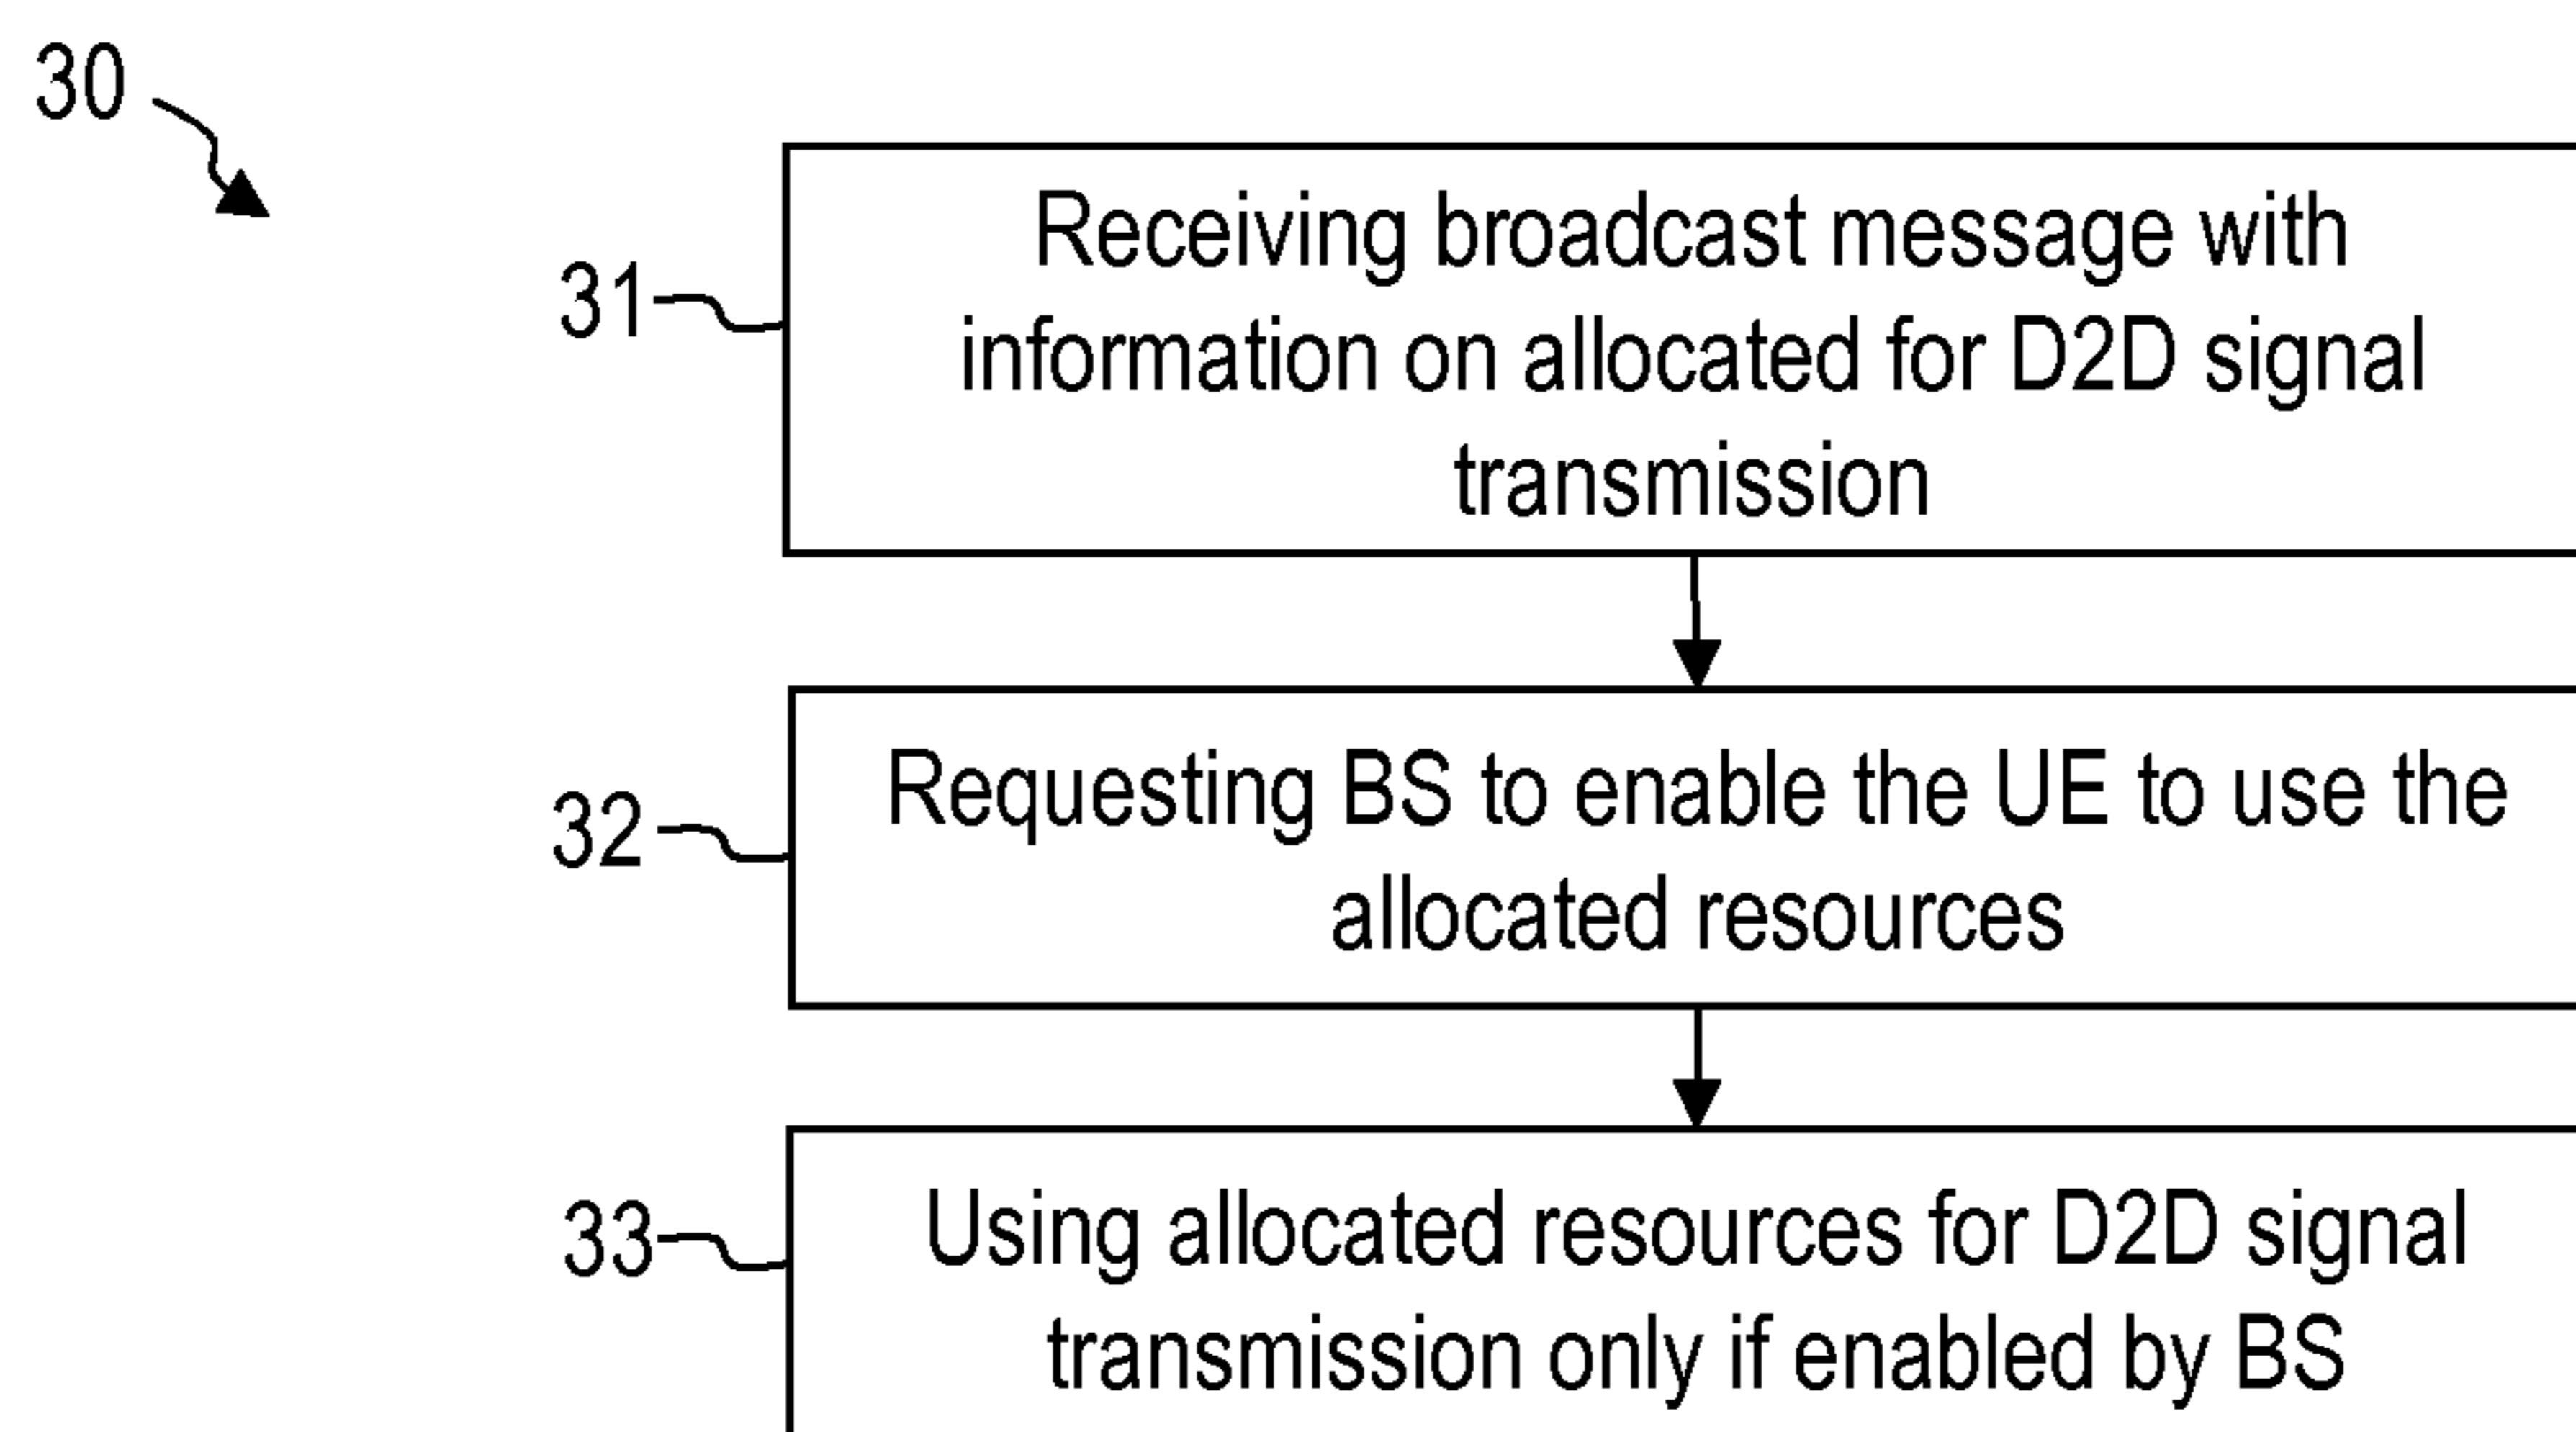 30
31
Receiving broadcast message with
information on allocated for D2D signal
transmission
32
Requesting BS to enable the UE to use the
allocated resources
33
Using allocated resources for D2D signal
transmission only if enabled by BS